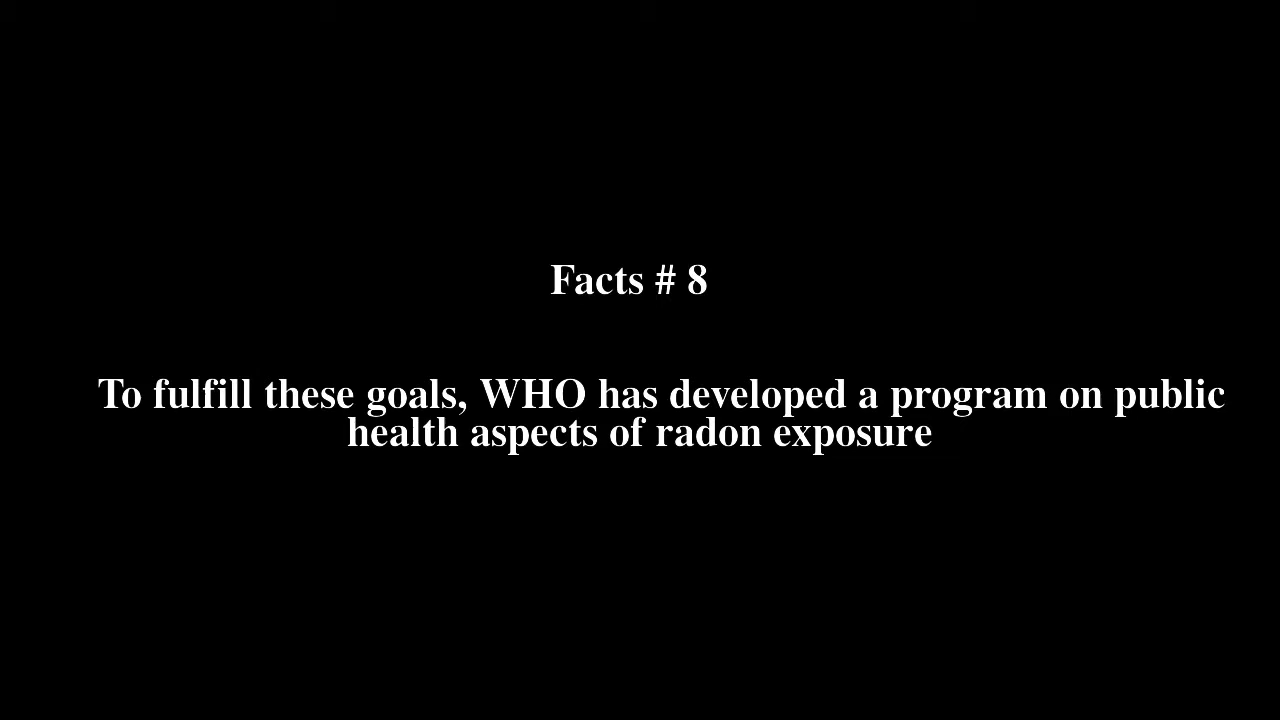 Facts # 8
To fulfill these goals, WHO has developed a program on public
health aspects of radon exposure